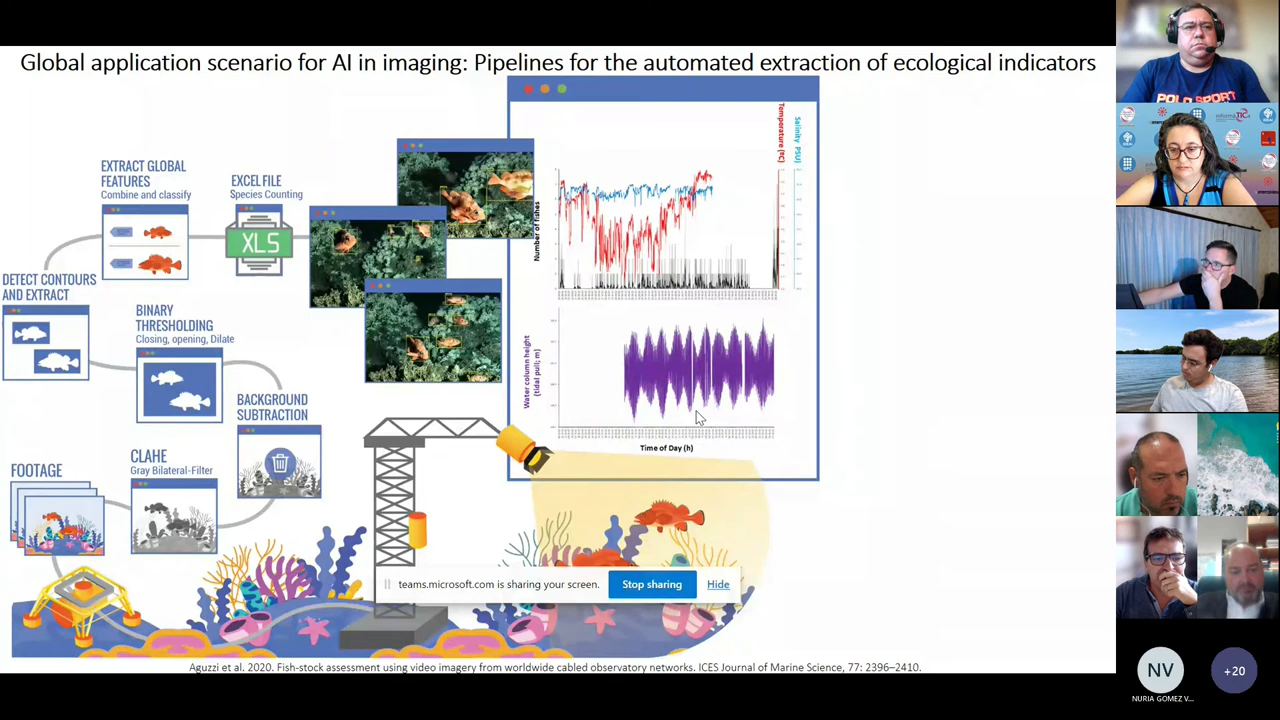 Global application scenario for AI in imaging: Pipelines for the automated extraction of ecological indicators
EXTRACT GLOBAL
FEATURES
Combine and classify
EXCEL FILE
Species Counting
XLS
DETECT CONTOURS
AND EXTRACT
BINARY
THRESHOLDING
Closing, opening, Dilate
BACKGROUND
SUBTRACTION
FOOTAGE
CLAHE
Gray Bilateral-Filter
Number of fishes
Temperature (ºC)
Salinity PSU)
Water column height
(tidal pull; m)
Time of Day (h)
teams.microsoft.com is sharing your screen.
Stop sharing
Hide
Aguzzi et al. 2020. Fish-stock assessment using video imagery from worldwide cabled observatory networks. ICES Journal of Marine Science, 77: 2396–2410.
POLO SPORT
UPC
NV
NURIA GOMEZ V...
+20